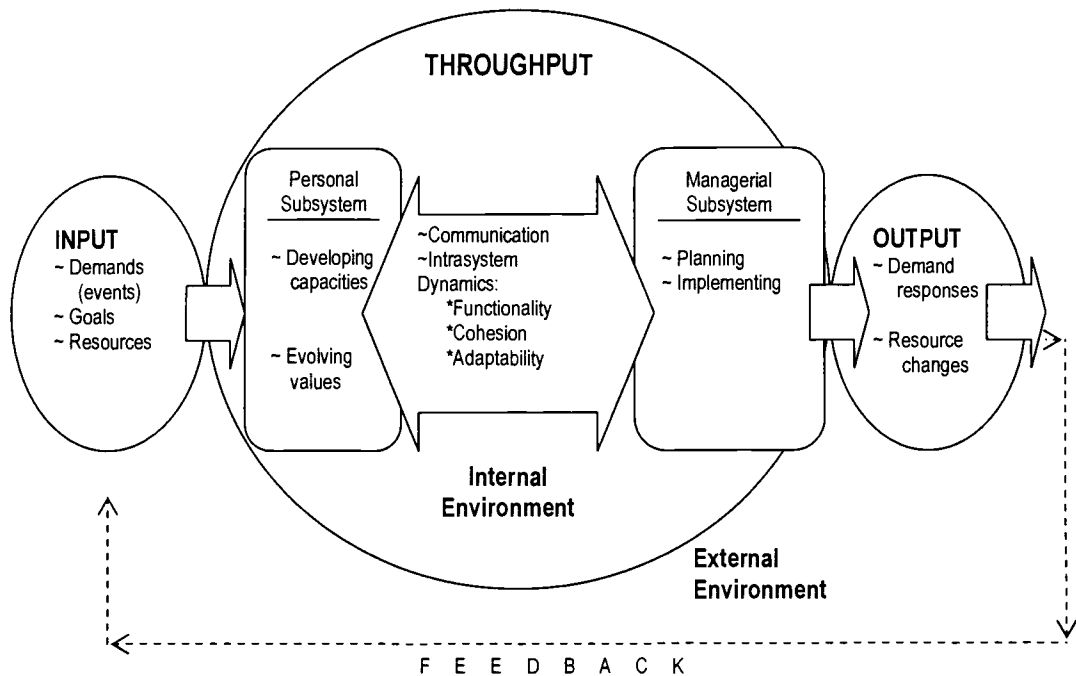 THROUGHPUT
INPUT
~ Demands
(events)
~ Goals
~ Resources
Personal
Subsystem
~ Developing
capacities
~ Evolving
values
~Communication
~Intrasystem
Dynamics:
*Functionality
*Cohesion
*Adaptability
Managerial
Subsystem
~ Planning
~ Implementing
OUTPUT
~ Demand
responses
~ Resource
changes
Internal
Environment
External
Environment
F E E D B A C K